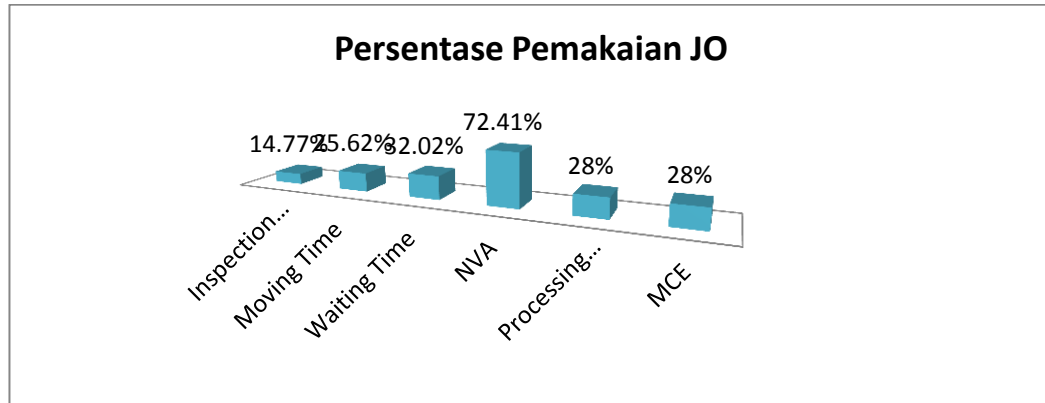 Persentase Pemakaian JO
14.77%
25.62%
32.02%
72.41%
28%
28%
Inspection...
Moving Time
Waiting Time
NVA
Processing...
MCE